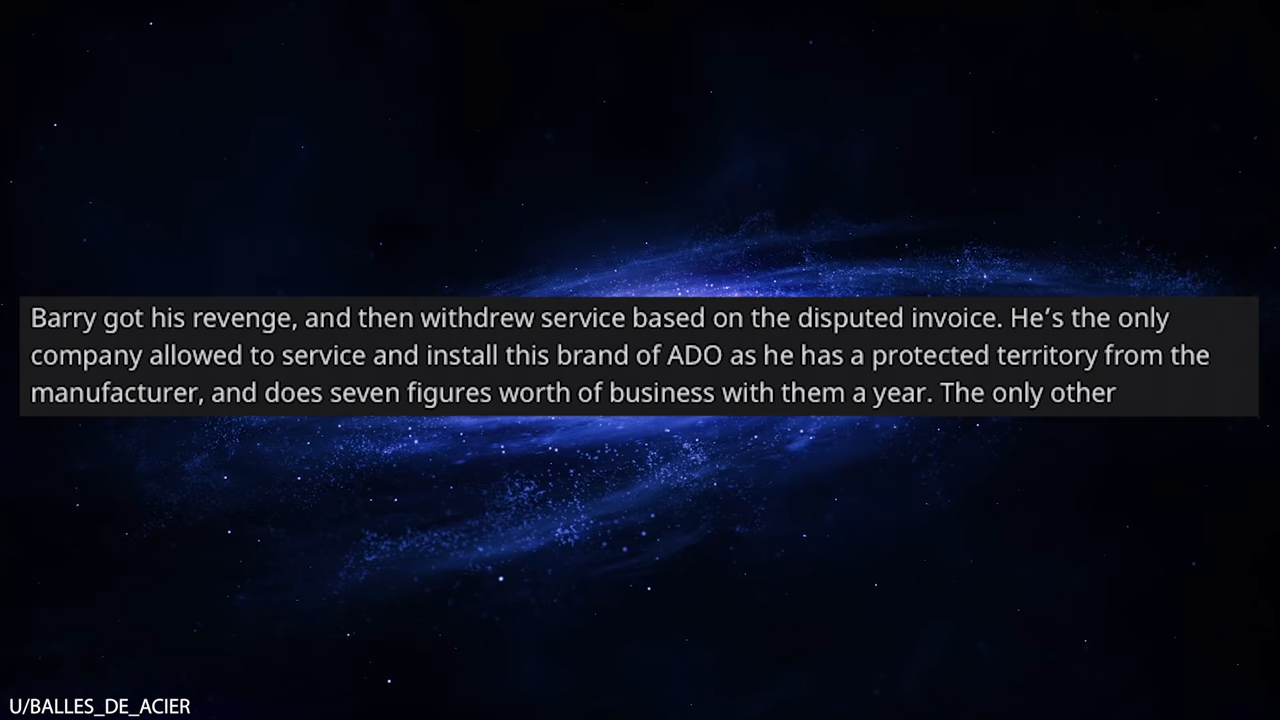 Barry got his revenge, and then withdrew service based on the disputed invoice. He’s the only
company allowed to service and install this brand of ADO as he has a protected territory from the
manufacturer, and does seven figures worth of business with them a year. The only other
U/BALLES_DE_ACIER